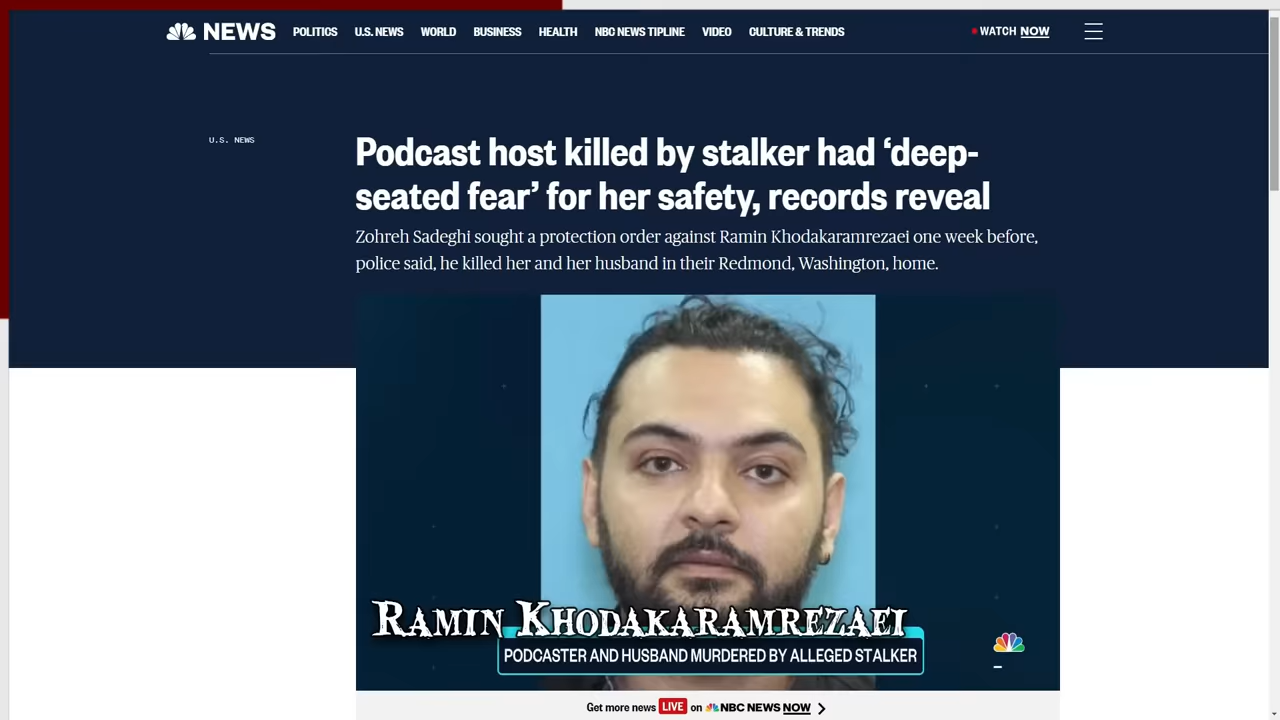 NEWS POLITICS U.S. NEWS WORLD BUSINESS HEALTH NBC NEWS TIPLINE VIDEO CULTURE & TRENDS WATCH NOW
U.S. NEWS
Podcast host killed by stalker had ‘deep-
seated fear’ for her safety, records reveal
Zohreh Sadeghi sought a protection order against Ramin Khodakaramrezaei one week before,
police said, he killed her and her husband in their Redmond, Washington, home.
RAMIN KHODAKARAMREZAEI
PODCASTER AND HUSBAND MURDERED BY ALLEGED STALKER
Get more news LIVE on NBC NEWS NOW